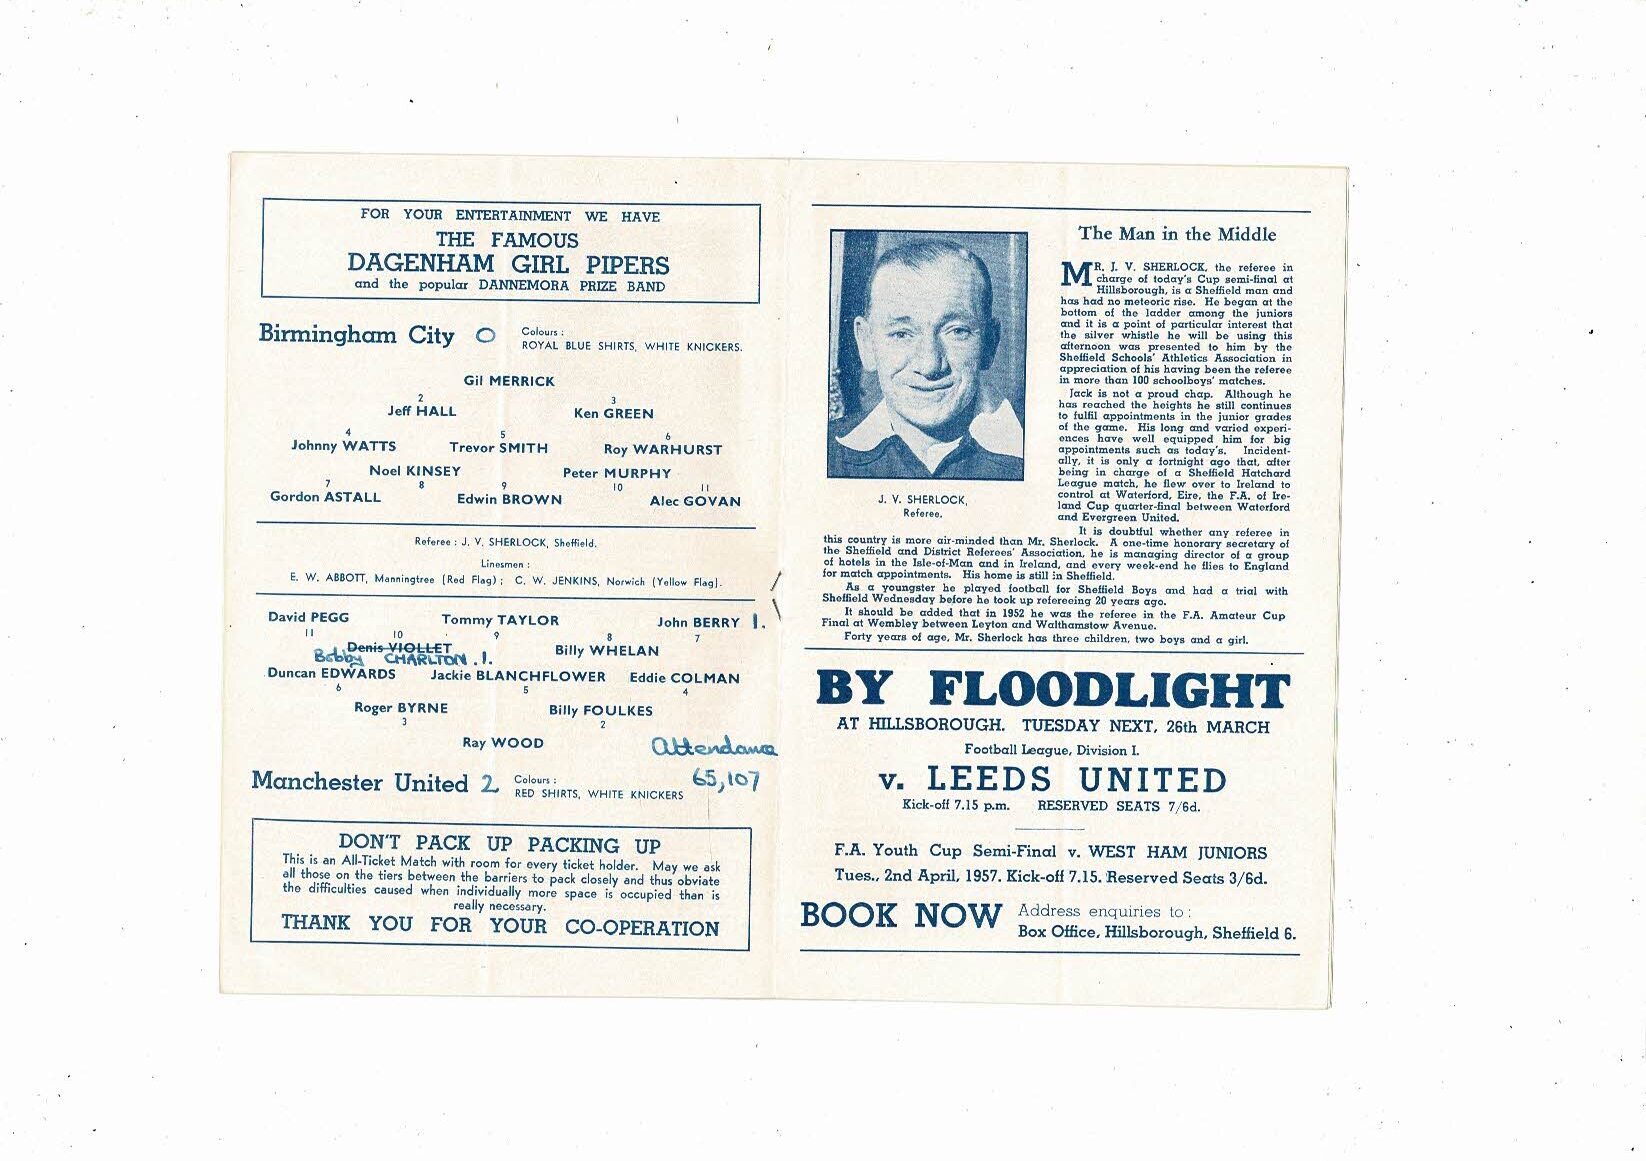 FOR YOUR ENTERTAINMENT WE HAVE
THE FAMOUS
DAGENHAM GIRL PIPERS
and the popular DANNEMORA PRIZE BAND
Birmingham City 0 Colours :
ROYAL BLUE SHIRTS, WHITE KNICKERS.
Gil MERRICK
2 3
Jeff HALL Ken GREEN
4 5 6
Johnny WATTS Trevor SMITH Roy WARHURST
Noel KINSEY Peter MURPHY
7 8 9 10 11
Gordon ASTALL Edwin BROWN Alec GOVAN
Referee : J. V. SHERLOCK, Sheffield.
Linesmen :
E. W. ABBOTT, Manningtree (Red Flag) ; C. W. JENKINS, Norwich (Yellow Flag).
David PEGG Tommy TAYLOR John BERRY 1.
11 10 9 8 7
Denis VIOLLET Billy WHELAN
Bobby CHARLTON . 1.
Duncan EDWARDS Jackie BLANCHFLOWER Eddie COLMAN
6 5 4
Roger BYRNE Billy FOULKES
3 2
Ray WOOD Attendance
Manchester United 2 Colours : 65,107
RED SHIRTS, WHITE KNICKERS
DON'T PACK UP PACKING UP
This is an All-Ticket Match with room for every ticket holder. May we ask
all those on the tiers between the barriers to pack closely and thus obviate
the difficulties caused when individually more space is occupied than is
really necessary.
THANK YOU FOR YOUR CO-OPERATION
J. V. SHERLOCK,
Referee.
The Man in the Middle
MR. J. V. SHERLOCK, the referee in
charge of today's Cup semi-final at
Hillsborough, is a Sheffield man and
has had no meteoric rise. He began at the
bottom of the ladder among the juniors
and it is a point of particular interest that
the silver whistle he will be using this
afternoon was presented to him by the
Sheffield Schools' Athletics Association in
appreciation of his having been the referee
in more than 100 schoolboys' matches.
Jack is not a proud chap. Although he
has reached the heights he still continues
to fulfil appointments in the junior grades
of the game. His long and varied experi-
ences have well equipped him for big
appointments such as today's. Incident-
ally, it is only a fortnight ago that, after
being in charge of a Sheffield Hatchard
League match, he flew over to Ireland to
control at Waterford, Eire, the F.A. of Ire-
land Cup quarter-final between Waterford
and Evergreen United.
It is doubtful whether any referee in
this country is more air-minded than Mr. Sherlock. A one-time honorary secretary of
the Sheffield and District Referees' Association, he is managing director of a group
of hotels in the Isle-of-Man and in Ireland, and every week-end he flies to England
for match appointments. His home is still in Sheffield.
As a youngster he played football for Sheffield Boys and had a trial with
Sheffield Wednesday before he took up refereeing 20 years ago.
It should be added that in 1952 he was the referee in the F.A. Amateur Cup
Final at Wembley between Leyton and Walthamstow Avenue.
Forty years of age, Mr. Sherlock has three children, two boys and a girl.
BY FLOODLIGHT
AT HILLSBOROUGH. TUESDAY NEXT, 26th MARCH
Football League, Division I.
v. LEEDS UNITED
Kick-off 7.15 p.m. RESERVED SEATS 7/6d.
F.A. Youth Cup Semi-Final v. WEST HAM JUNIORS
Tues., 2nd April, 1957. Kick-off 7.15. Reserved Seats 3/6d.
BOOK NOW Address enquiries to :
Box Office, Hillsborough, Sheffield 6.